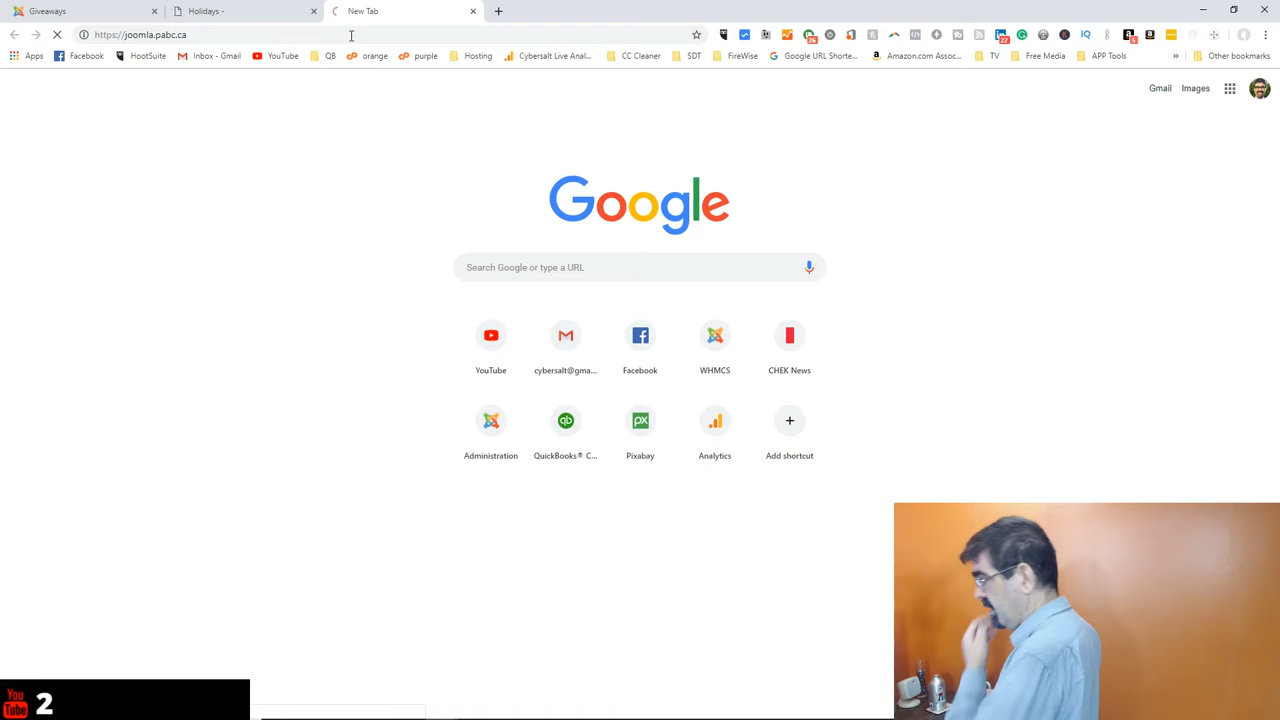 Giveaways
Holidays -
New Tab
https://joomla.pabc.ca
Apps Facebook HootSuite Inbox - Gmail YouTube QB orange purple Hosting Cybersalt Live Anal... CC Cleaner SDT FireWise Google URL Shorte... Amazon.com Assoc... TV Free Media APP Tools » Other bookmarks
Gmail Images
Google
Search Google or type a URL
YouTube cybersalt@gma... Facebook WHMCS CHEK News
Administration QuickBooks® C... Pixabay Analytics Add shortcut
You Tube 2